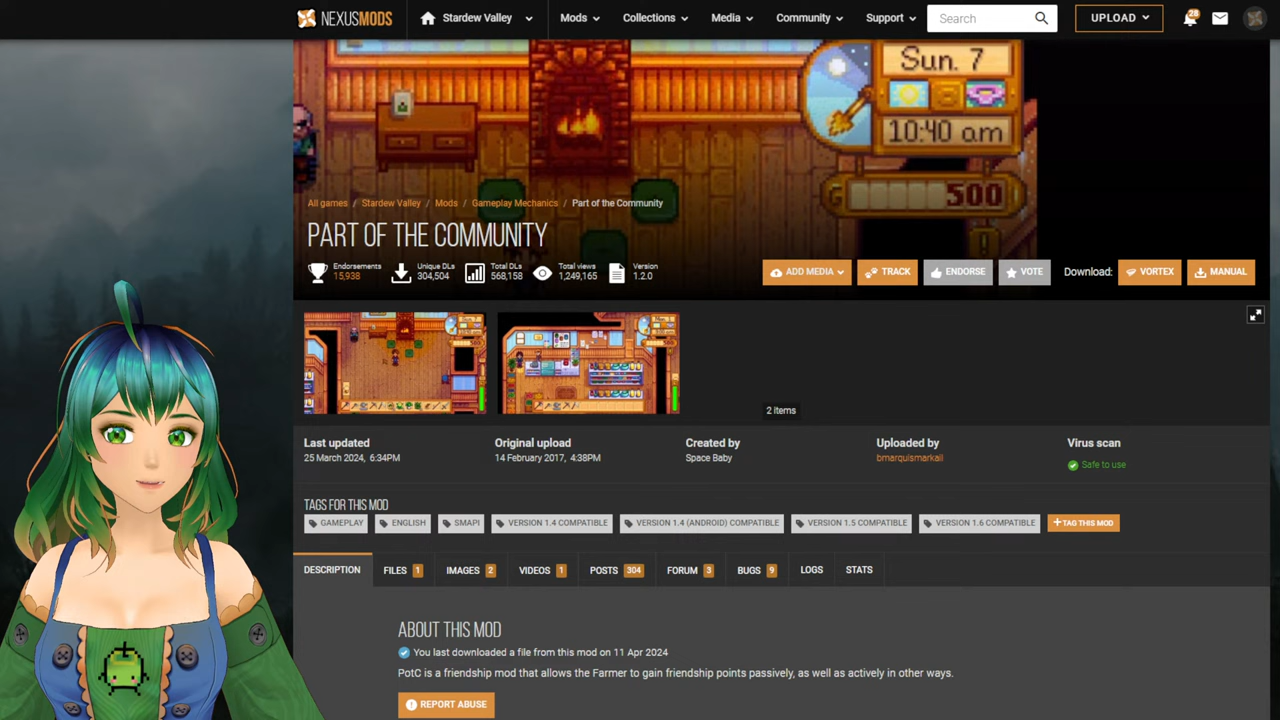 NEXUSMODS Stardew Valley Mods Collections Media Community Support Search UPLOAD 28
Sun. 7
10:40 am
500
All games / Stardew Valley / Mods / Gameplay Mechanics / Part of the Community
PART OF THE COMMUNITY
Endorsements Unique DLs Total DLs Total views Version
15,938 304,504 568,158 1,249,165 1.2.0
ADD MEDIA TRACK ENDORSE VOTE Download: VORTEX MANUAL
2 items
Last updated Original upload Created by Uploaded by Virus scan
25 March 2024, 6:34PM 14 February 2017, 4:38PM Space Baby bmarquismarkail Safe to use
TAGS FOR THIS MOD
GAMEPLAY ENGLISH SMAPI VERSION 1.4 COMPATIBLE VERSION 1.4 (ANDROID) COMPATIBLE VERSION 1.5 COMPATIBLE VERSION 1.6 COMPATIBLE +TAG THIS MOD
DESCRIPTION FILES 1 IMAGES 2 VIDEOS 1 POSTS 304 FORUM 3 BUGS 9 LOGS STATS
ABOUT THIS MOD
You last downloaded a file from this mod on 11 Apr 2024
PotC is a friendship mod that allows the Farmer to gain friendship points passively, as well as actively in other ways.
REPORT ABUSE